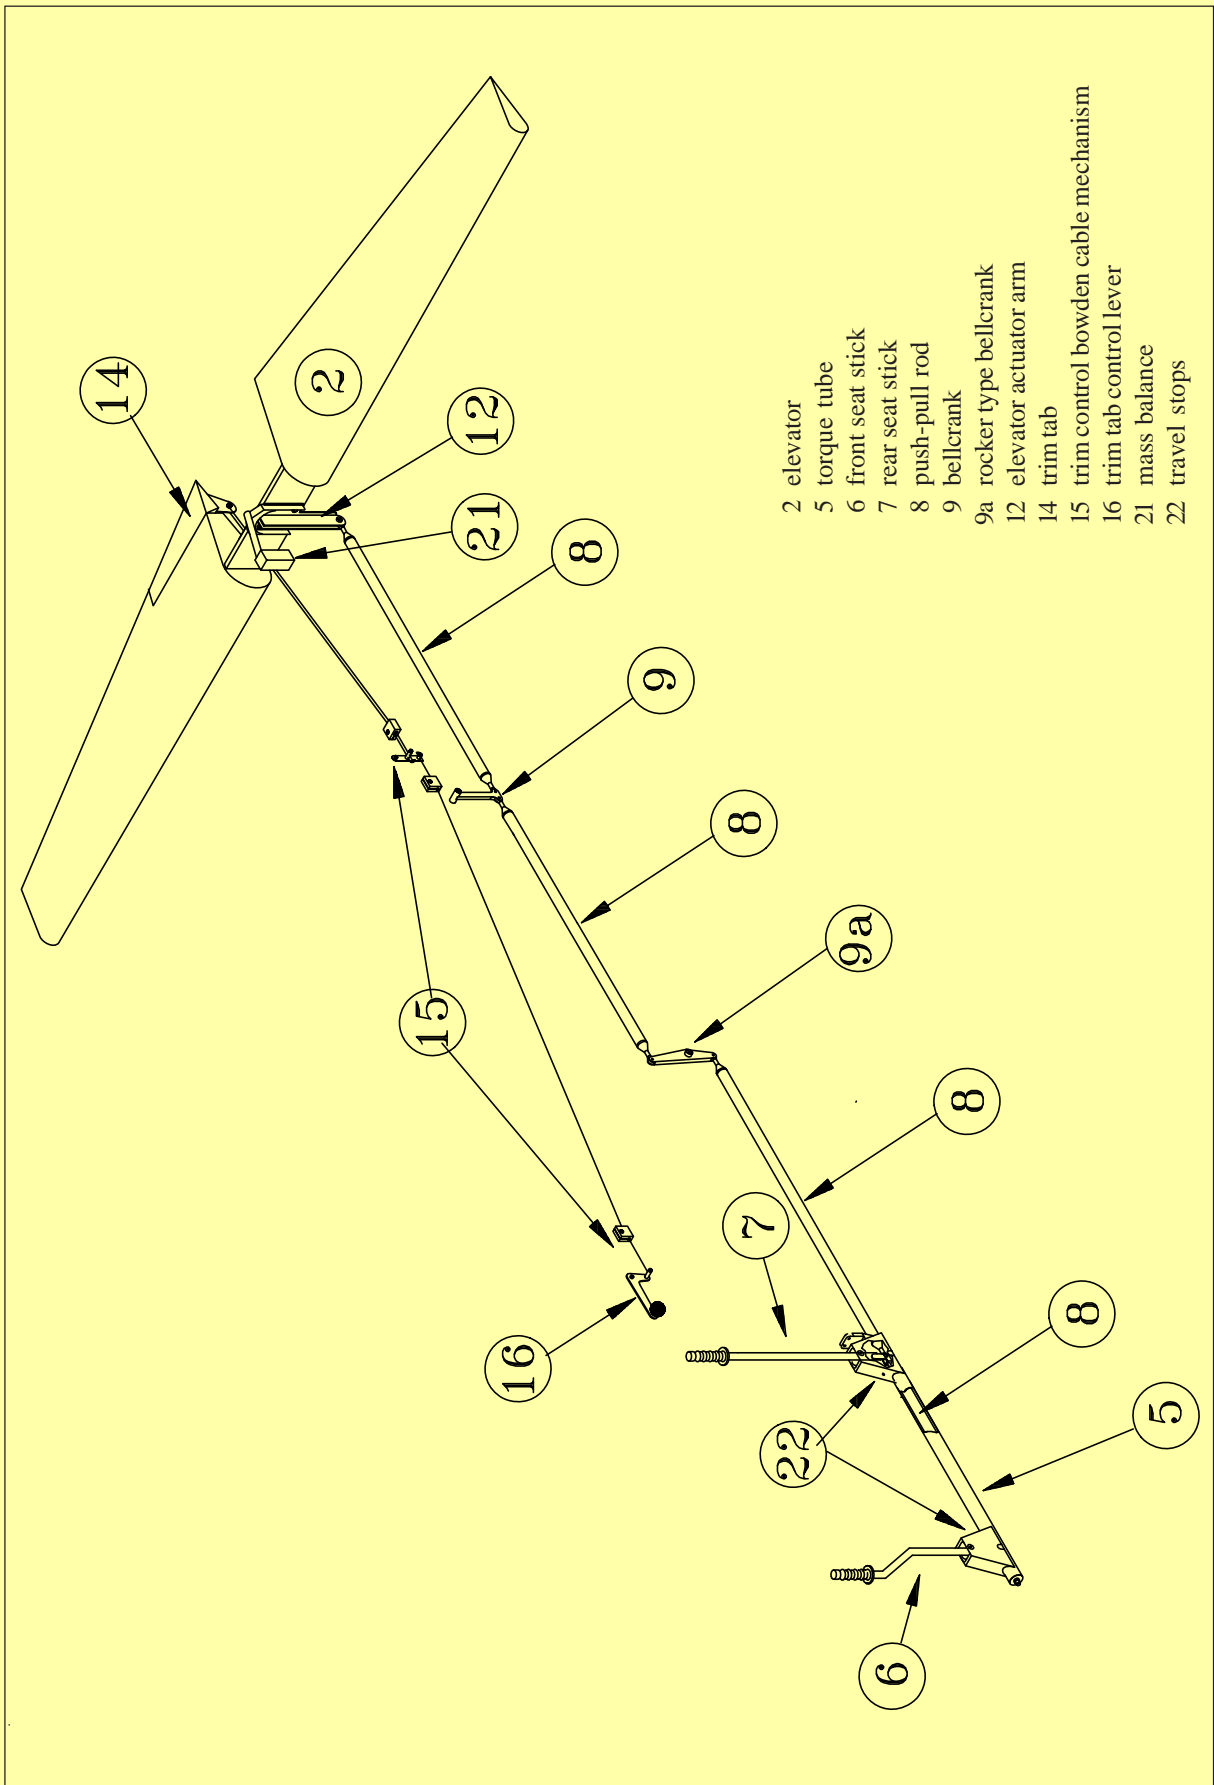 14
2
12
21
8
9
8
15
9a
8
7
16
8
22
5
6
2 elevator
5 torque tube
6 front seat stick
7 rear seat stick
8 push-pull rod
9 bellcrank
9a rocker type bellcrank
12 elevator actuator arm
14 trim tab
15 trim control bowden cable mechanism
16 trim tab control lever
21 mass balance
22 travel stops